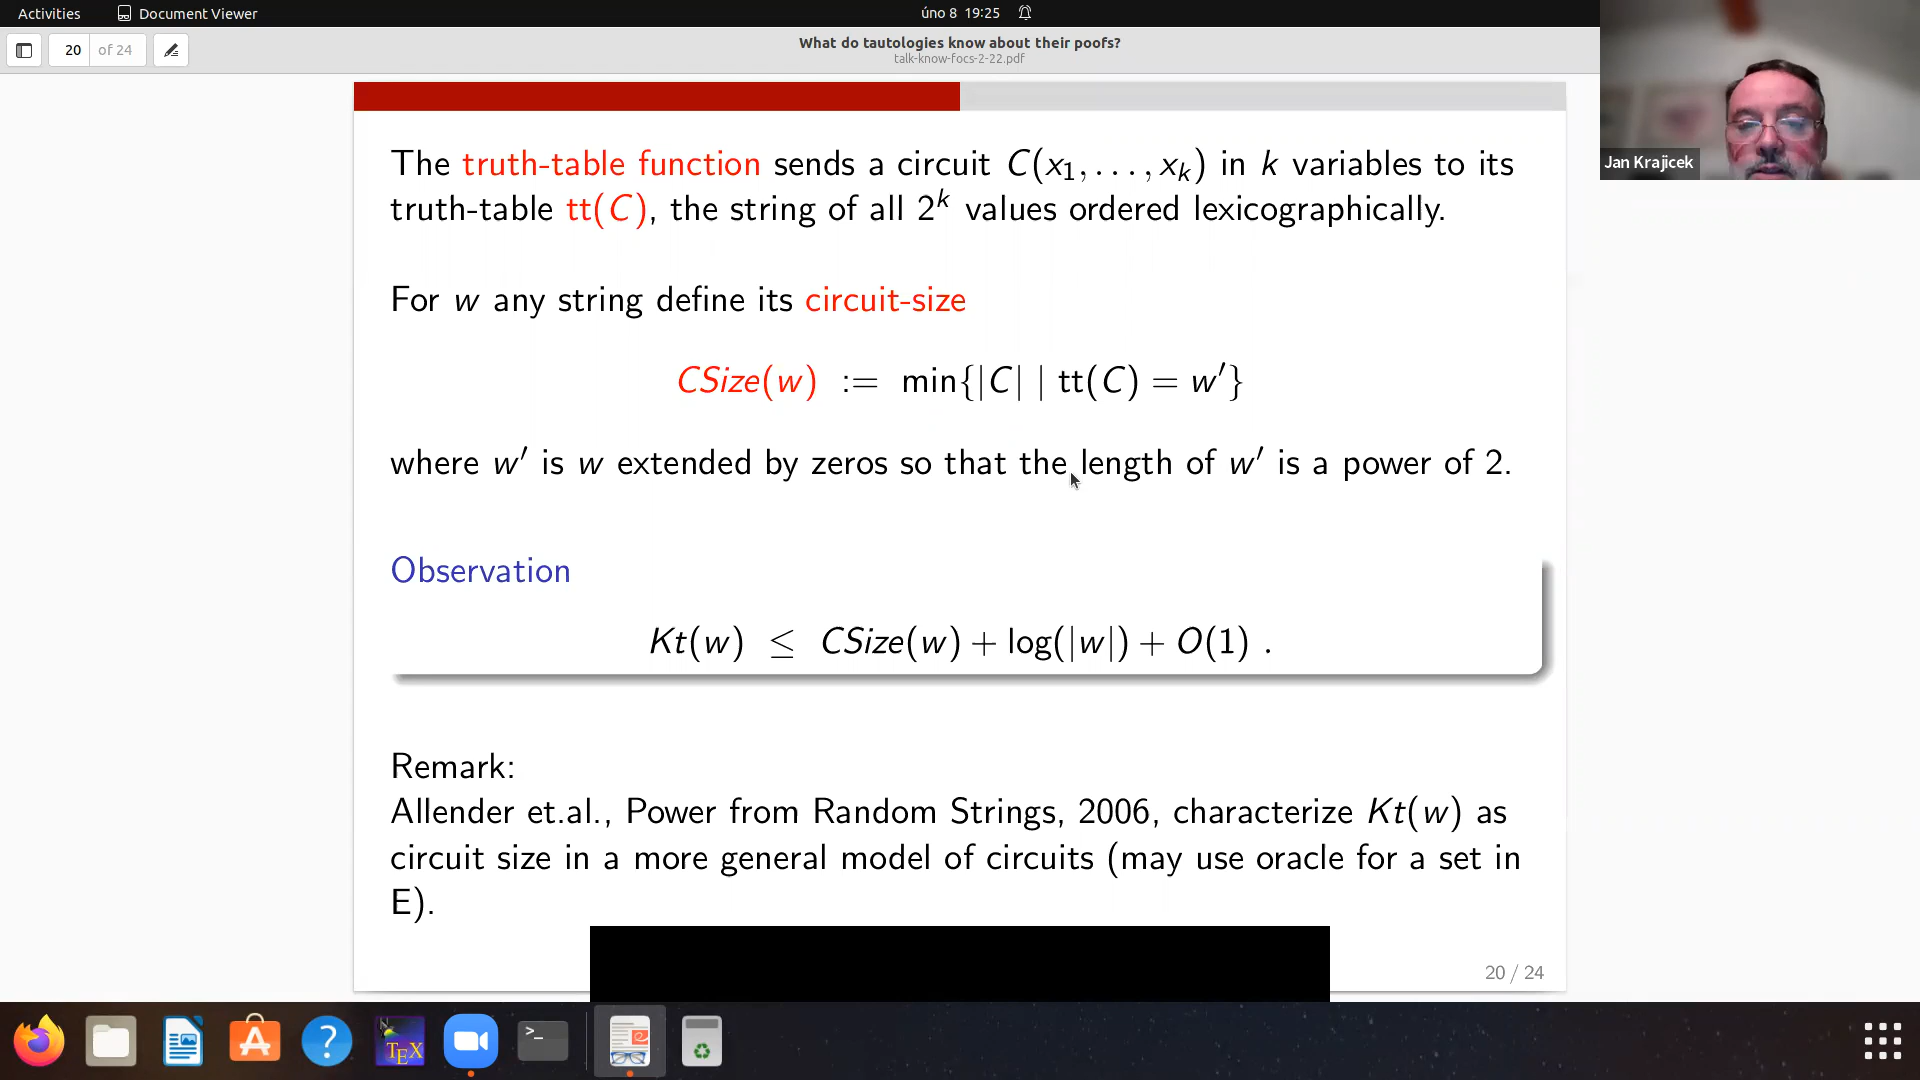 Activities
Document Viewer
úno 8 19:25
20 of 24
What do tautologies know about their poofs?
talk-know-focs-2-22.pdf
Jan Krajicek
The truth-table function sends a circuit C(x₁, . . . , xₖ) in k variables to its
truth-table tt(C), the string of all 2ᵏ values ordered lexicographically.
For w any string define its circuit-size
CSize(w) := min{|C| | tt(C) = w′}
where w′ is w extended by zeros so that the length of w′ is a power of 2.
Observation
Kt(w) ≤ CSize(w) + log(|w|) + O(1) .
Remark:
Allender et.al., Power from Random Strings, 2006, characterize Kt(w) as
circuit size in a more general model of circuits (may use oracle for a set in
E).
20 / 24
>_
TEX